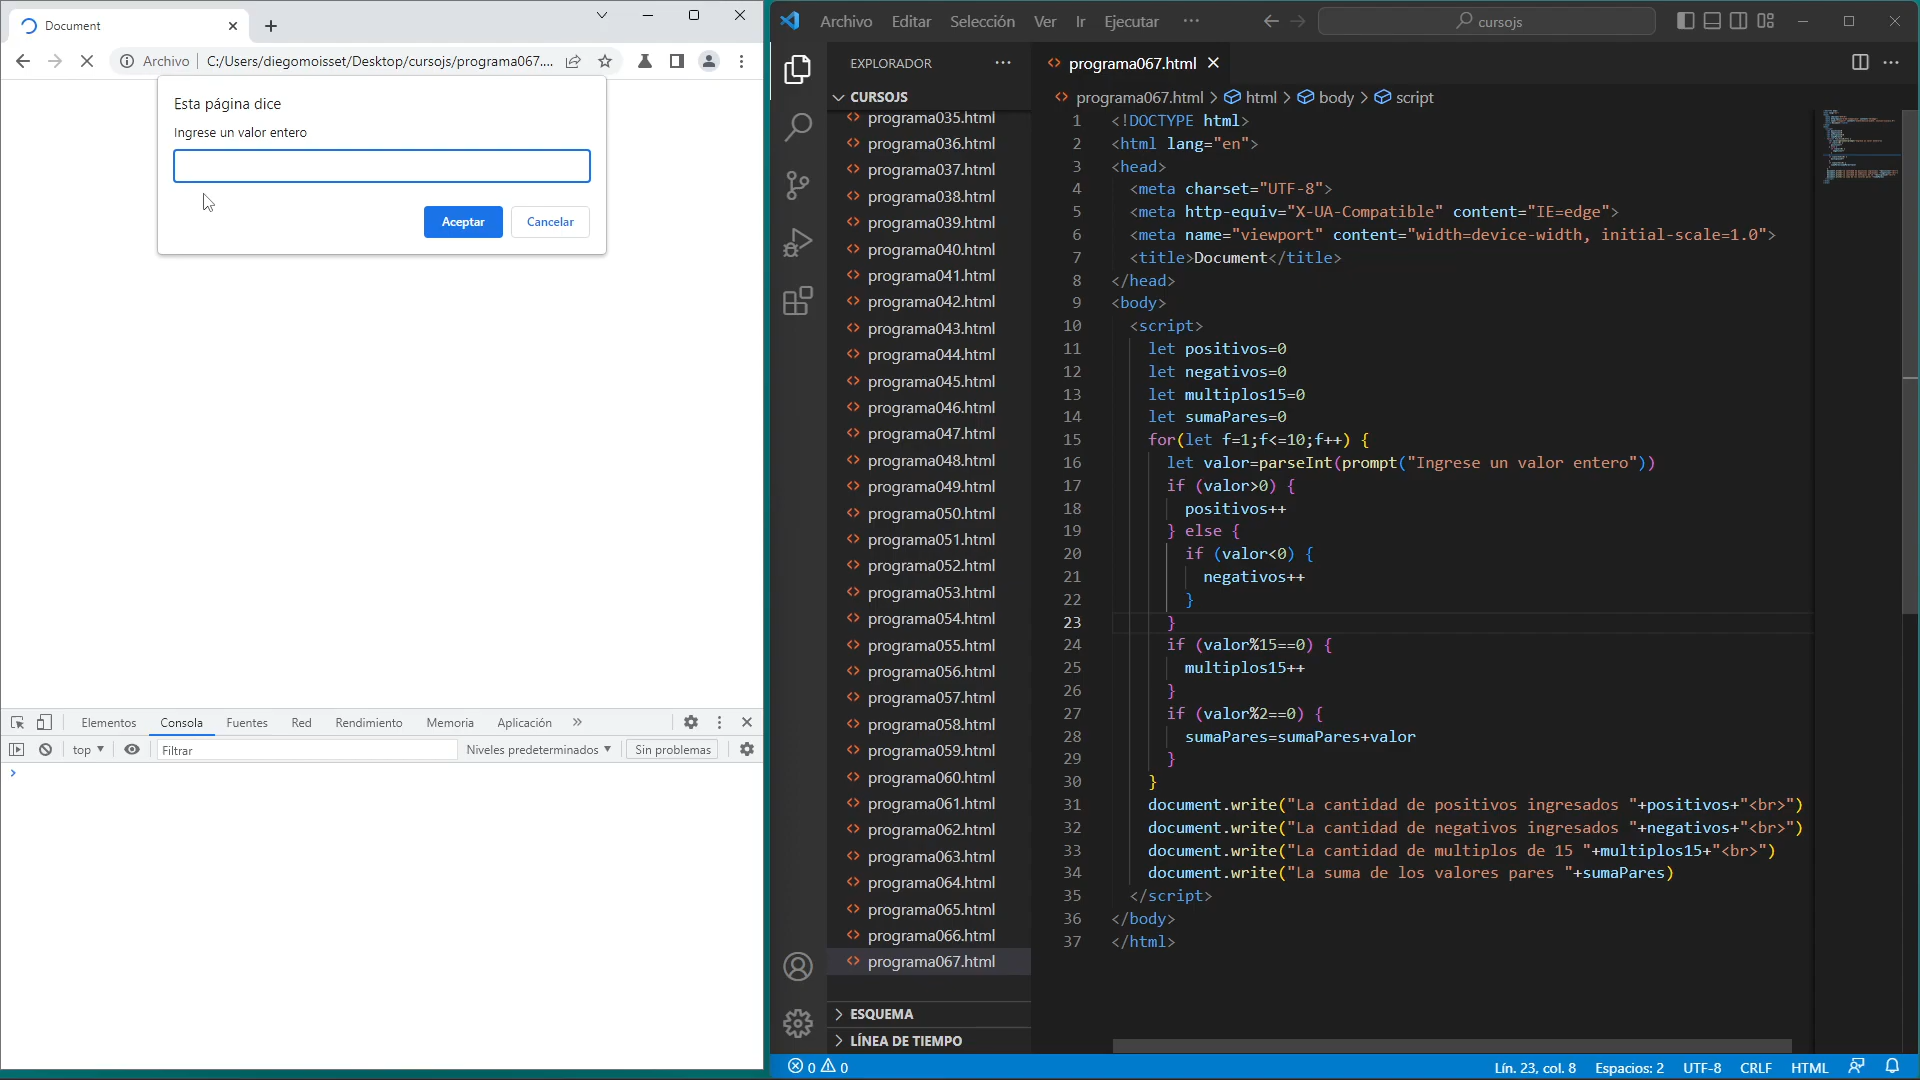 Document
Archivo C:/Users/diegomoisset/Desktop/cursojs/programa067....
Esta página dice
Ingrese un valor entero
Aceptar Cancelar
Elementos Consola Fuentes Red Rendimiento Memoria Aplicación »
top Filtrar Niveles predeterminados Sin problemas
Archivo Editar Selección Ver Ir Ejecutar ···
cursojs
EXPLORADOR ···
CURSOJS
programa035.html
programa036.html
programa037.html
programa038.html
programa039.html
programa040.html
programa041.html
programa042.html
programa043.html
programa044.html
programa045.html
programa046.html
programa047.html
programa048.html
programa049.html
programa050.html
programa051.html
programa052.html
programa053.html
programa054.html
programa055.html
programa056.html
programa057.html
programa058.html
programa059.html
programa060.html
programa061.html
programa062.html
programa063.html
programa064.html
programa065.html
programa066.html
programa067.html
ESQUEMA
LÍNEA DE TIEMPO
programa067.html
programa067.html > html > body > script
1 <!DOCTYPE html>
2 <html lang="en">
3 <head>
4 <meta charset="UTF-8">
5 <meta http-equiv="X-UA-Compatible" content="IE=edge">
6 <meta name="viewport" content="width=device-width, initial-scale=1.0">
7 <title>Document</title>
8 </head>
9 <body>
10 <script>
11 let positivos=0
12 let negativos=0
13 let multiplos15=0
14 let sumaPares=0
15 for(let f=1;f<=10;f++) {
16 let valor=parseInt(prompt("Ingrese un valor entero"))
17 if (valor>0) {
18 positivos++
19 } else {
20 if (valor<0) {
21 negativos++
22 }
23 }
24 if (valor%15==0) {
25 multiplos15++
26 }
27 if (valor%2==0) {
28 sumaPares=sumaPares+valor
29 }
30 }
31 document.write("La cantidad de positivos ingresados "+positivos+"<br>")
32 document.write("La cantidad de negativos ingresados "+negativos+"<br>")
33 document.write("La cantidad de multiplos de 15 "+multiplos15+"<br>")
34 document.write("La suma de los valores pares "+sumaPares)
35 </script>
36 </body>
37 </html>
0 0 Lín. 23, col. 8 Espacios: 2 UTF-8 CRLF HTML